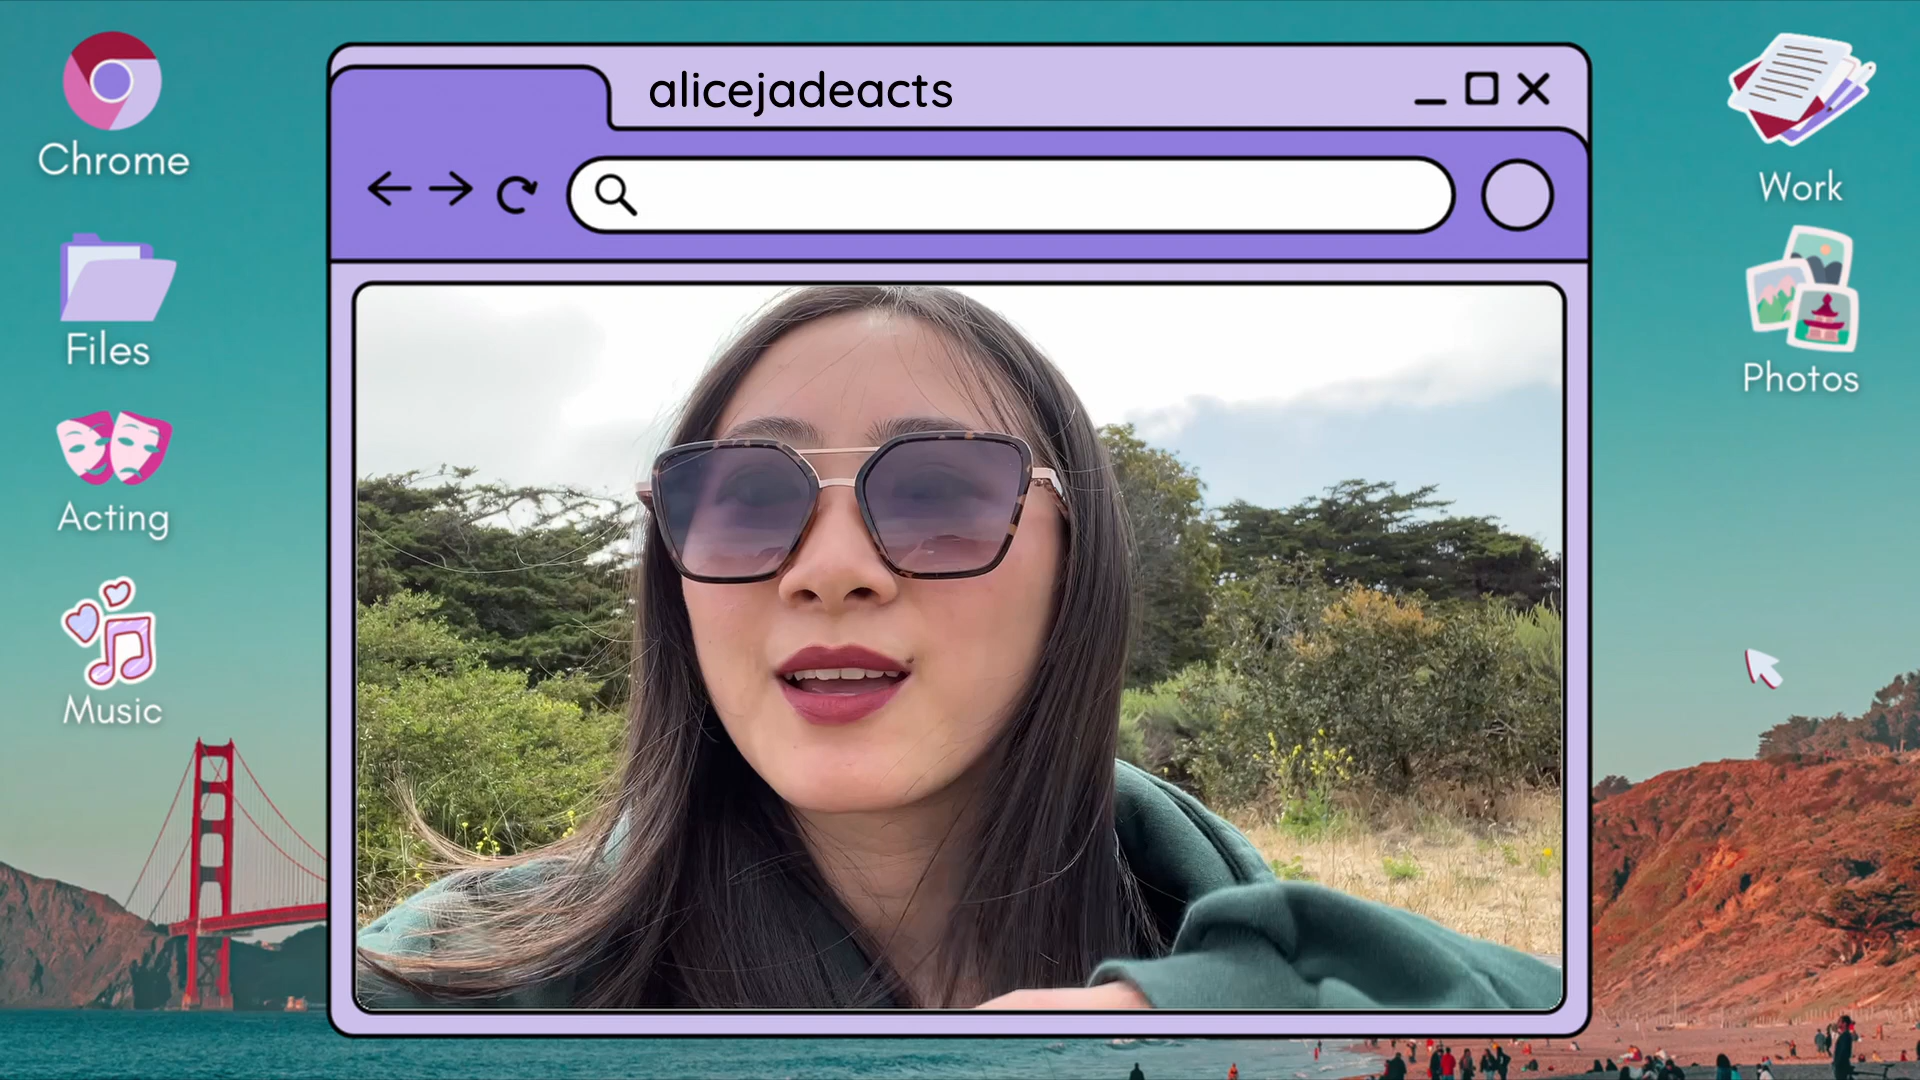 alicejadeacts
Chrome
Files
Acting
Music
Work
Photos